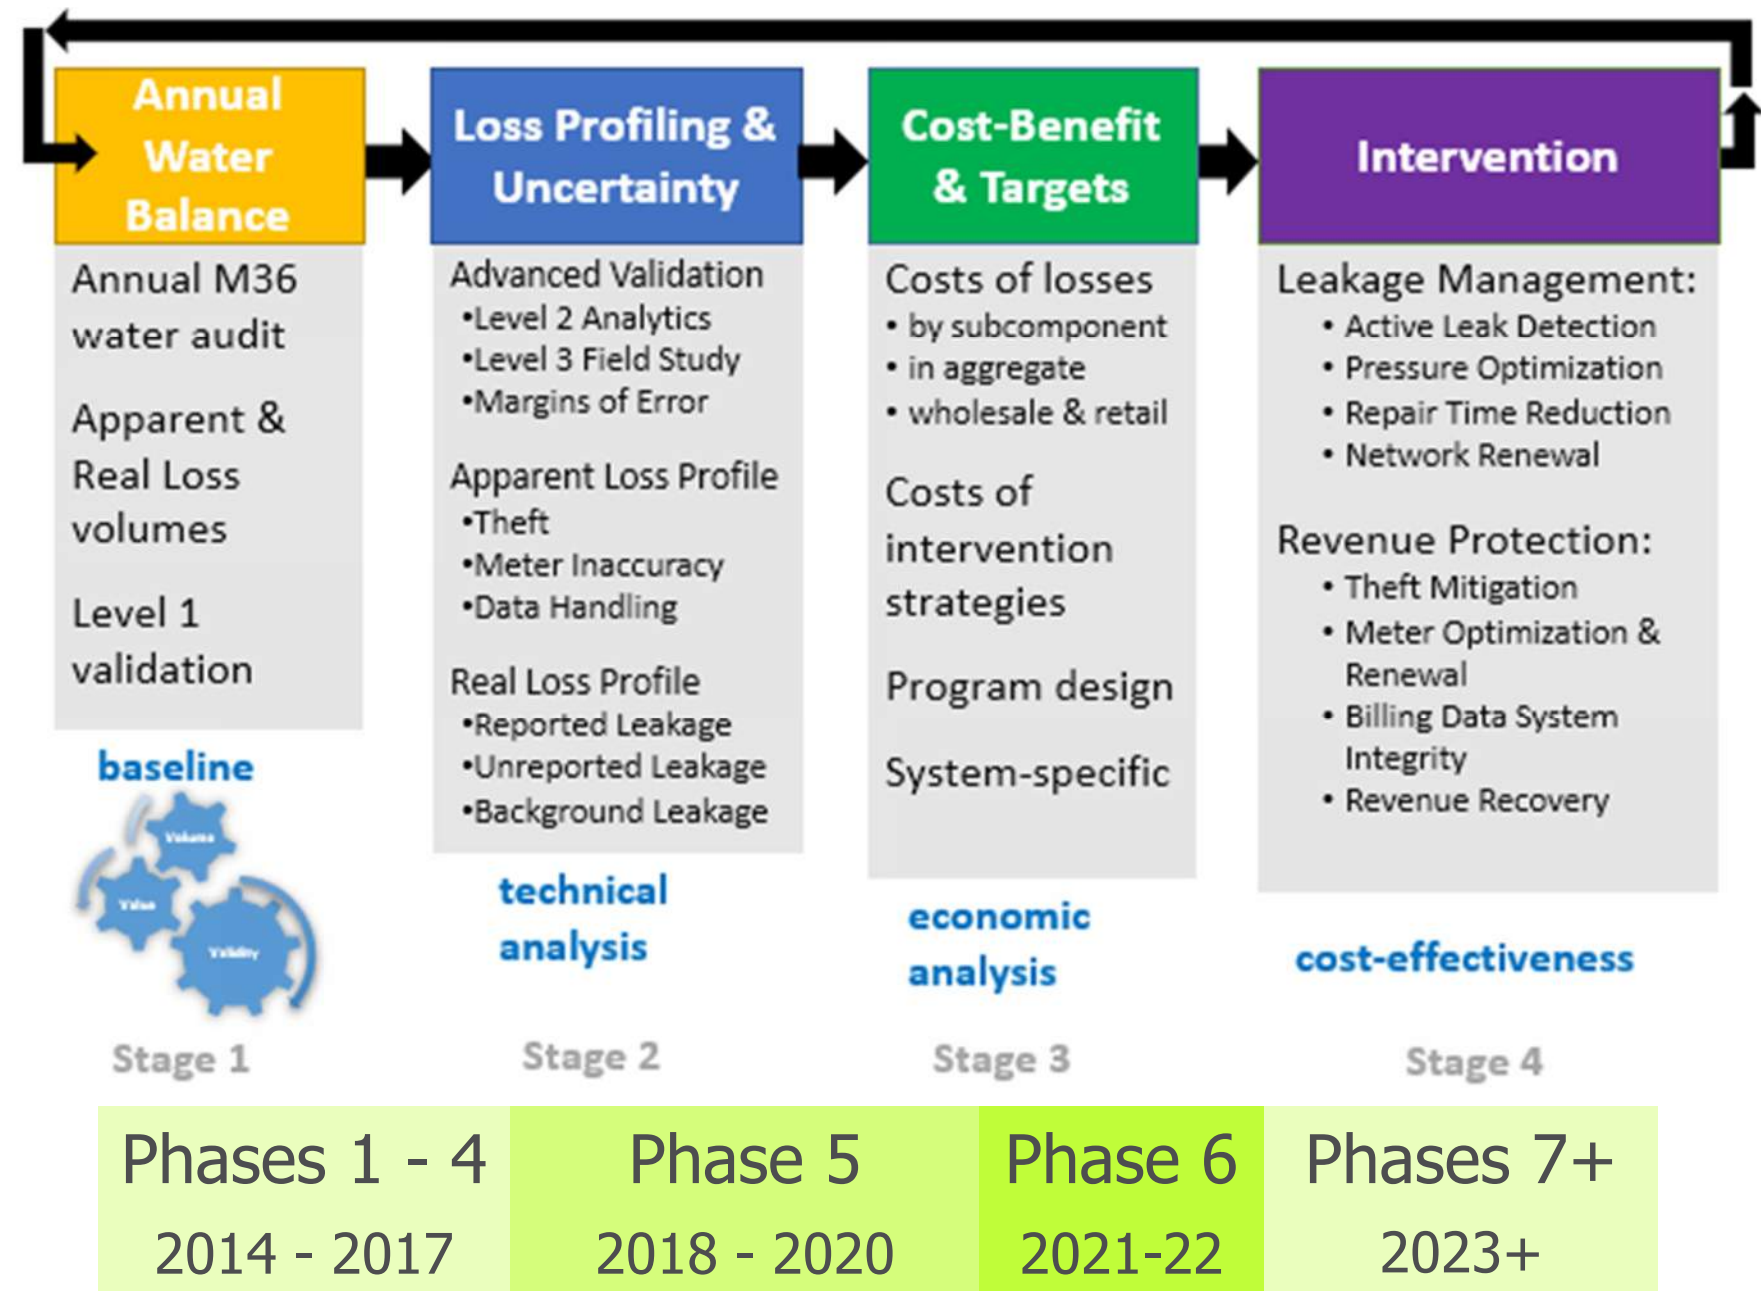 Annual
Water
Balance
Annual M36
water audit
Apparent &
Real Loss
volumes
Level 1
validation
baseline
Volume
Value
Validity
Stage 1
Loss Profiling &
Uncertainty
Advanced Validation
•Level 2 Analytics
•Level 3 Field Study
•Margins of Error
Apparent Loss Profile
•Theft
•Meter Inaccuracy
•Data Handling
Real Loss Profile
•Reported Leakage
•Unreported Leakage
•Background Leakage
technical
analysis
Stage 2
Cost-Benefit
& Targets
Costs of losses
• by subcomponent
• in aggregate
• wholesale & retail
Costs of
intervention
strategies
Program design
System-specific
economic
analysis
Stage 3
Intervention
Leakage Management:
• Active Leak Detection
• Pressure Optimization
• Repair Time Reduction
• Network Renewal
Revenue Protection:
• Theft Mitigation
• Meter Optimization &
Renewal
• Billing Data System
Integrity
• Revenue Recovery
cost-effectiveness
Stage 4
Phases 1 - 4
2014 - 2017
Phase 5
2018 - 2020
Phase 6
2021-22
Phases 7+
2023+